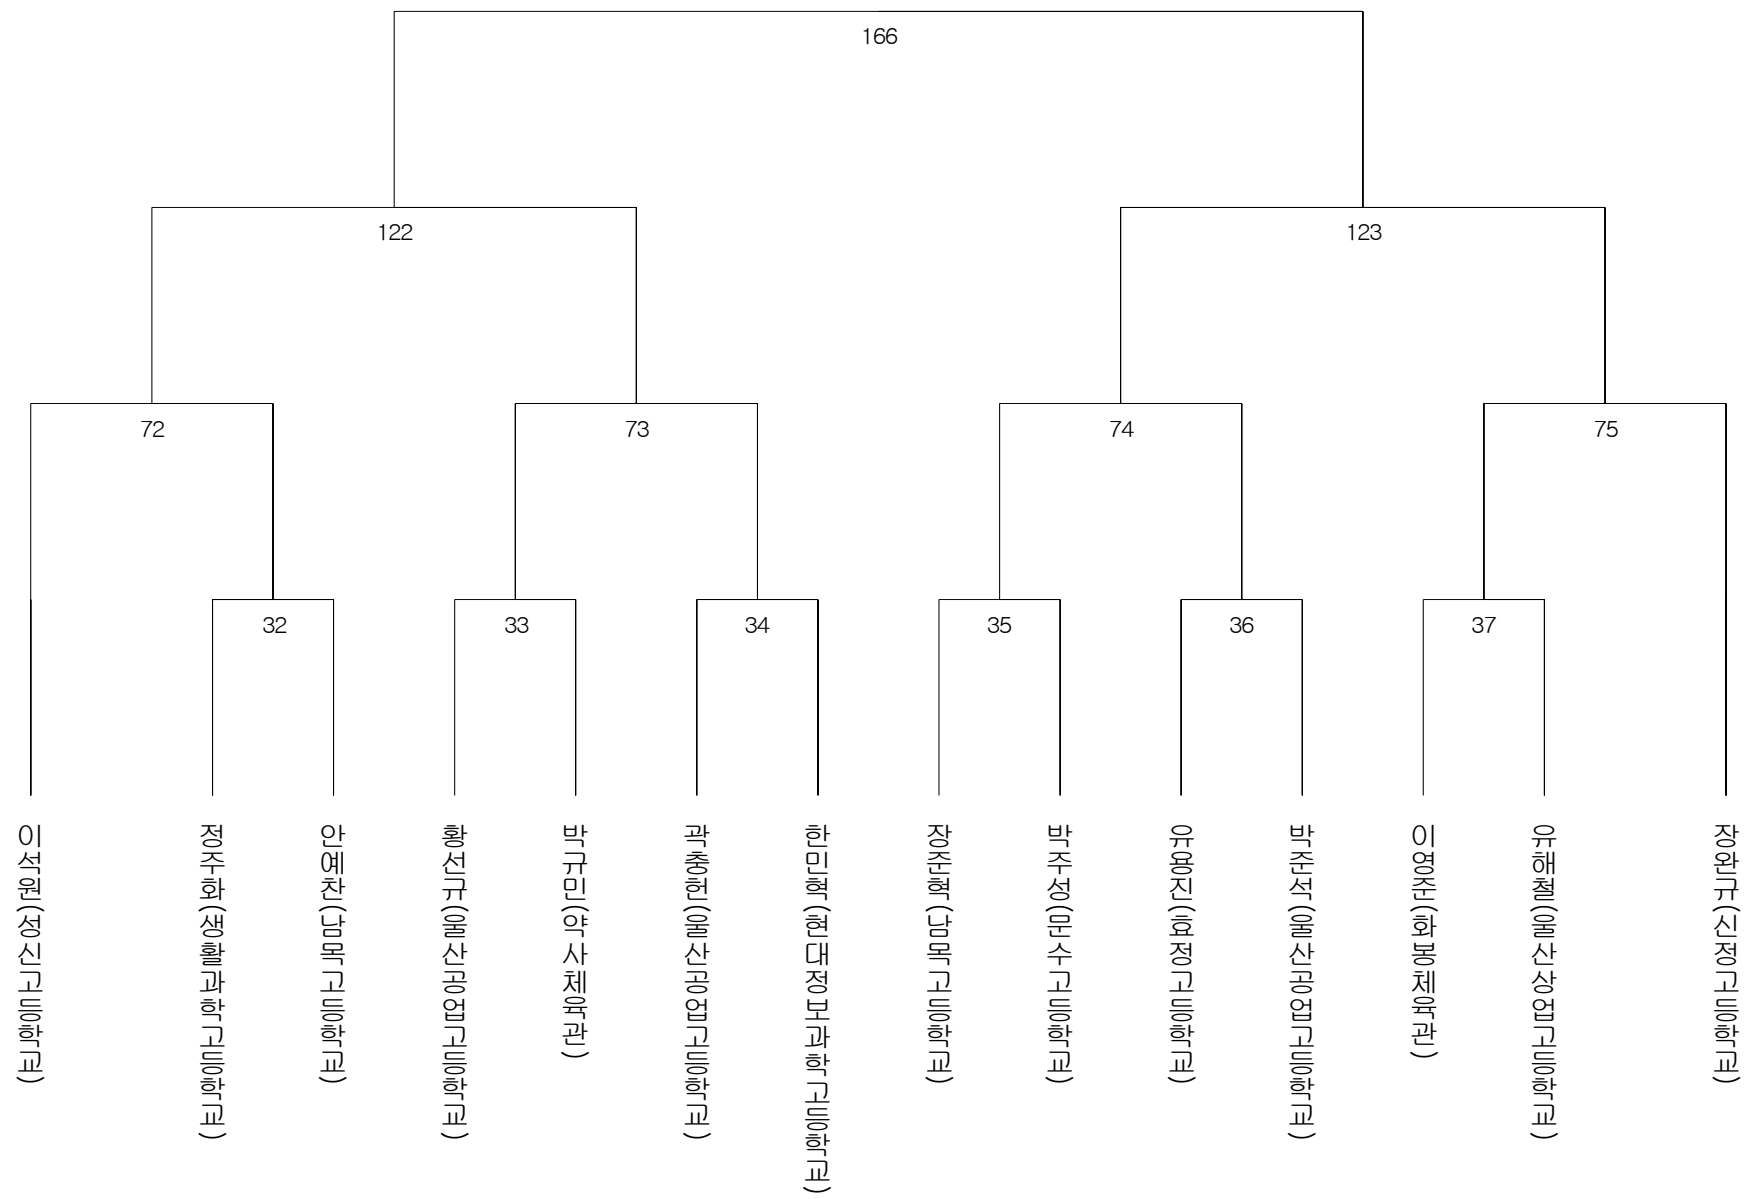 166
122
123
72
73
74
75
32
33
34
35
36
37
이석원(성신고등학교)
정주화(생활과학고등학교)
안예찬(남목고등학교)
황선규(울산공업고등학교)
박규민(약사체육관)
곽충헌(울산공업고등학교)
한민혁(현대정보과학고등학교)
장준혁(남목고등학교)
박주성(문수고등학교)
유용진(효정고등학교)
박준석(울산공업고등학교)
이영준(화봉체육관)
유해철(울산상업고등학교)
장완규(신정고등학교)